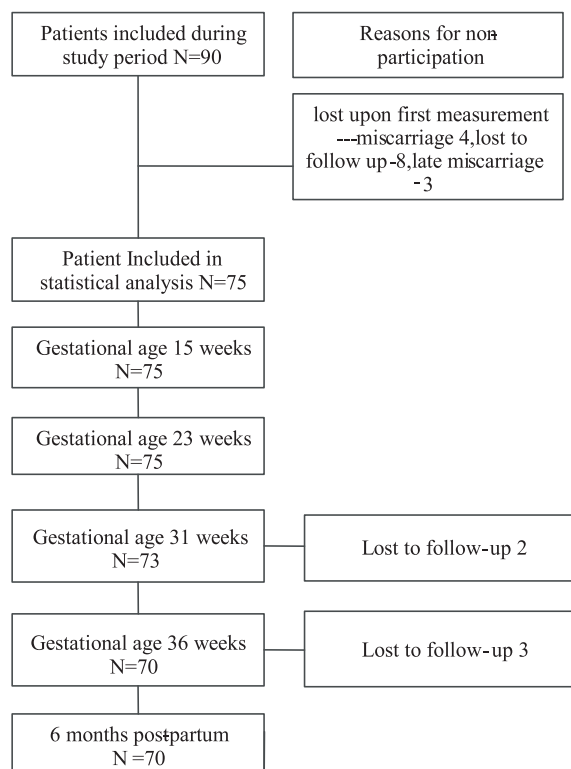 Patients included during
study period N=90
Reasons for non-
participation
lost upon first measurement
---miscarriage 4,lost to
follow up-8,late miscarriage
-3
Patient Included in
statistical analysis N=75
Gestational age 15 weeks
N=75
Gestational age 23 weeks
N=75
Gestational age 31 weeks
N=73
Lost to follow-up 2
Gestational age 36 weeks
N=70
Lost to follow-up 3
6 months postpartum
N =70